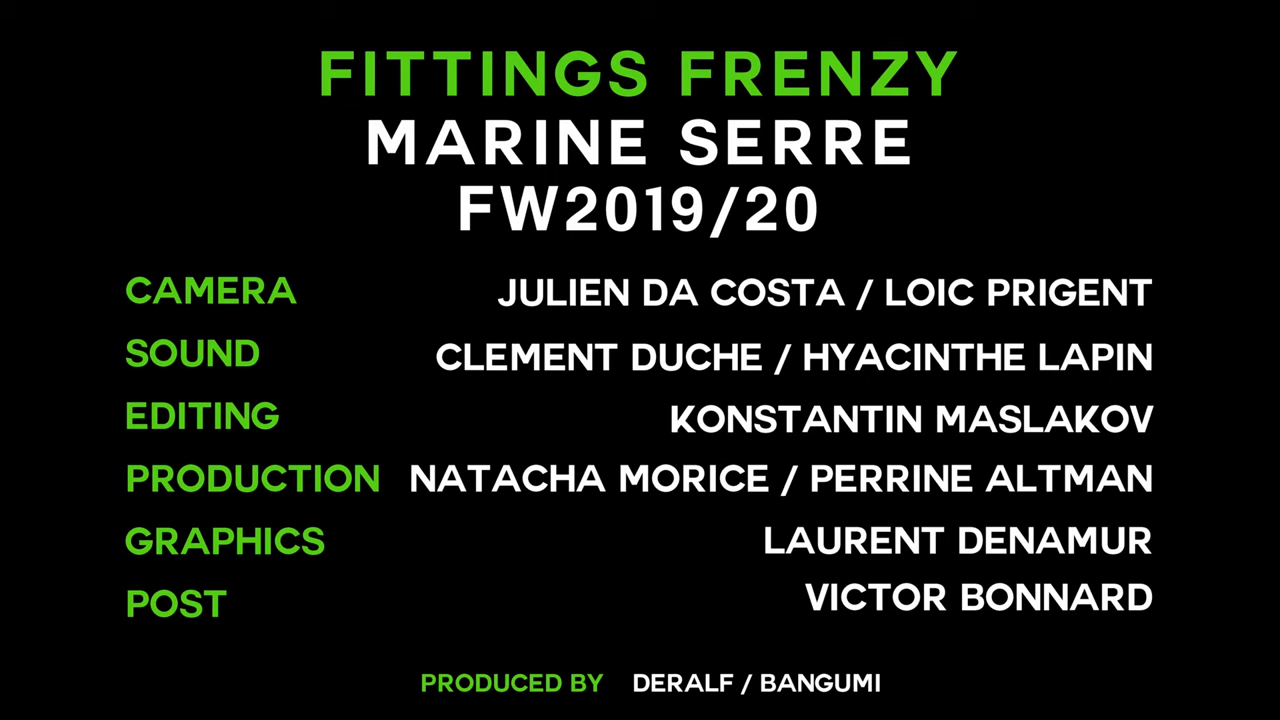 FITTINGS FRENZY
MARINE SERRE
FW2019/20
CAMERA JULIEN DA COSTA / LOIC PRIGENT
SOUND CLEMENT DUCHE / HYACINTHE LAPIN
EDITING KONSTANTIN MASLAKOV
PRODUCTION NATACHA MORICE / PERRINE ALTMAN
GRAPHICS LAURENT DENAMUR
POST VICTOR BONNARD
PRODUCED BY DERALF / BANGUMI